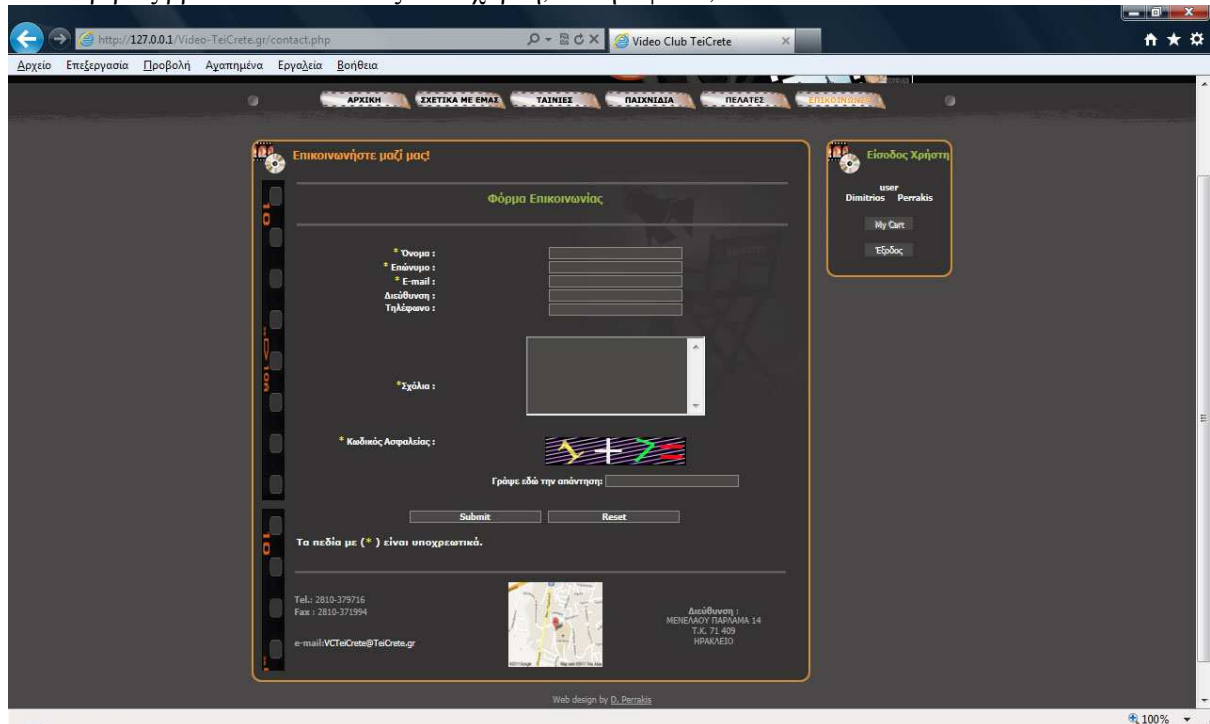 http://127.0.0.1/Video-TeiCrete.gr/contact.php
Video Club TeiCrete
Αρχείο Επεξεργασία Προβολή Αγαπημένα Εργαλεία Βοήθεια
ΑΡΧΙΚΗ ΣΧΕΤΙΚΑ ΜΕ ΕΜΑΣ ΤΑΙΝΙΕΣ ΠΑΙΧΝΙΔΙΑ ΠΕΛΑΤΕΣ ΕΠΙΚΟΙΝΩΝΙΑ
Επικοινωνήστε μαζί μας!
Φόρμα Επικοινωνίας
* Όνομα :
* Επώνυμο :
* E-mail :
Διεύθυνση :
Τηλέφωνο :
*Σχόλια :
* Κωδικός Ασφαλείας :
1 + 7 =
Γράψε εδώ την απάντηση:
Submit Reset
Τα πεδία με (* ) είναι υποχρεωτικά.
Tel.: 2810-379716
Fax : 2810-371994
e-mail:VCTeiCrete@TeiCrete.gr
Διεύθυνση :
ΜΕΝΕΛΑΟΥ ΠΑΡΛΑΜΑ 14
Τ.Κ. 71 409
ΗΡΑΚΛΕΙΟ
Είσοδος Χρήστη
user
Dimitrios Perrakis
My Cart
Έξοδος
Web design by D. Perrakis
100%